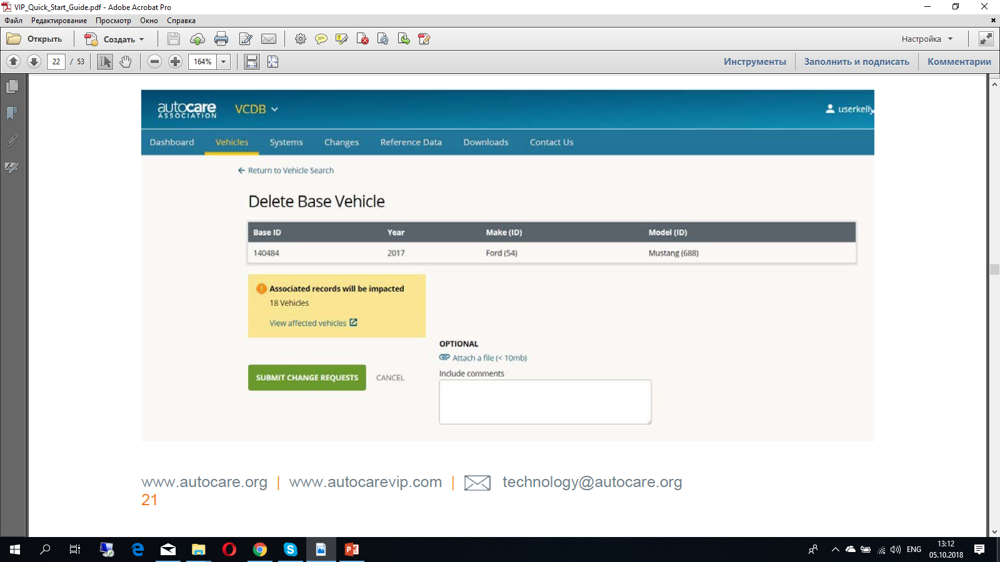 VIP_Quick_Start_Guide.pdf - Adobe Acrobat Pro
Файл Редактирование Просмотр Окно Справка
Открыть Создать Настройка
22 / 53 164% Инструменты Заполнить и подписать Комментарии
autocare VCDB userkelly
ASSOCIATION
Dashboard Vehicles Systems Changes Reference Data Downloads Contact Us
Return to Vehicle Search
Delete Base Vehicle
Base ID Year Make (ID) Model (ID)
140484 2017 Ford (54) Mustang (688)
Associated records will be impacted
18 Vehicles
View affected vehicles
OPTIONAL
Attach a file (< 10mb)
Include comments
SUBMIT CHANGE REQUESTS CANCEL
www.autocare.org | www.autocarevip.com | technology@autocare.org
21
13:12
ENG
05.10.2018